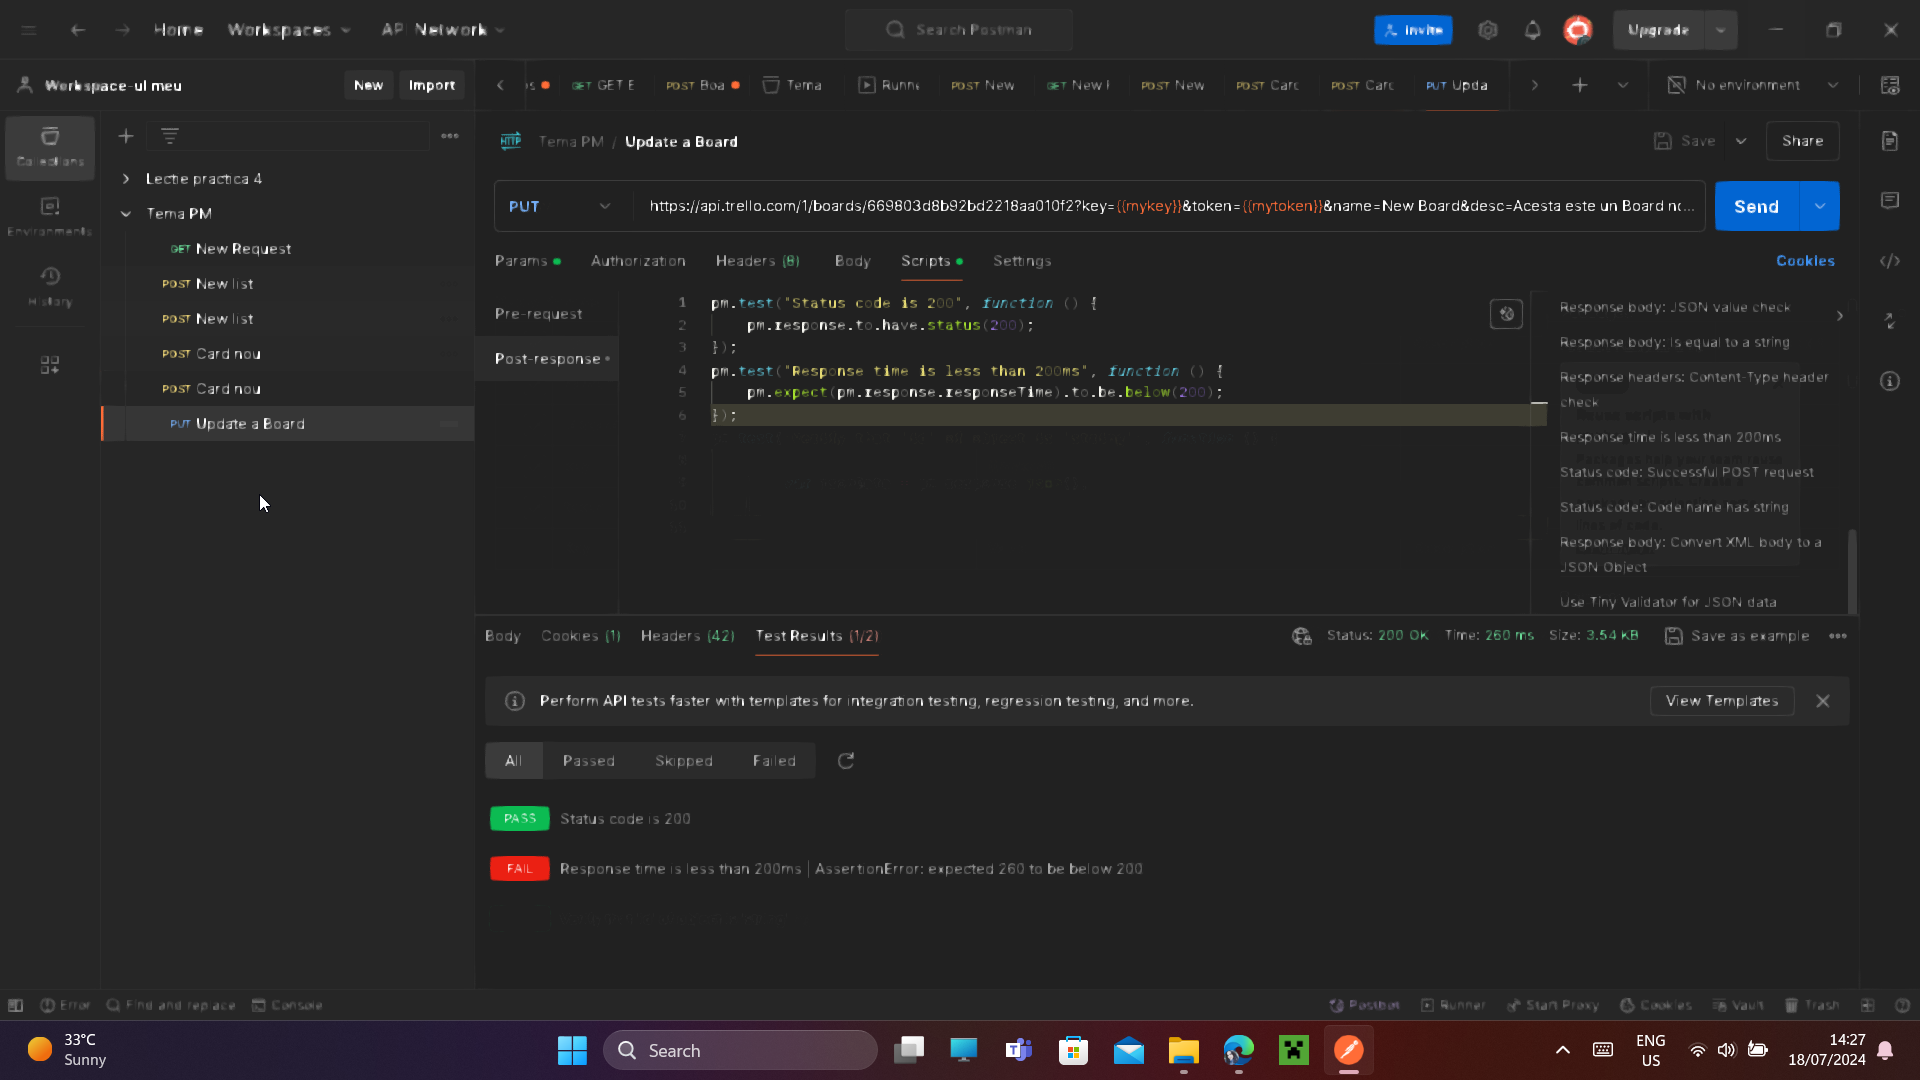 Home Workspaces API Network
Search Postman
Invite
Upgrade
Workspace-ul meu New Import
GET E POST Boa Tema Runn POST New GET New POST New POST Card POST Card PUT Upda
No environment
Collections
Environments
History
Lectie practica 4
Tema PM
GET New Request
POST New list
POST New list
POST Card nou
POST Card nou
PUT Update a Board
HTTP Tema PM / Update a Board
Save Share
PUT https://api.trello.com/1/boards/669803d8b92bd2218aa010f2?key={{mykey}}&token={{mytoken}}&name=New Board&desc=Acesta este un Board no...
Send
Params Authorization Headers (8) Body Scripts Settings
Cookies
Pre-request
Post-response
1 pm.test("Status code is 200", function () {
2 pm.response.to.have.status(200);
3 });
4 pm.test("Response time is less than 200ms", function () {
5 pm.expect(pm.response.responseTime).to.be.below(200);
6 });
Response body: JSON value check
Response body: Is equal to a string
Response headers: Content-Type header
check
Response time is less than 200ms
Status code: Successful POST request
Status code: Code name has string
Response body: Convert XML body to a
JSON Object
Use Tiny Validator for JSON data
Body Cookies (1) Headers (42) Test Results (1/2)
Status: 200 OK Time: 260 ms Size: 3.54 KB Save as example
Perform API tests faster with templates for integration testing, regression testing, and more.
View Templates
All Passed Skipped Failed
PASS Status code is 200
FAIL Response time is less than 200ms | AssertionError: expected 260 to be below 200
Error Find and replace Console
Postbot Runner Start Proxy Cookies Vault Trash
33°C
Sunny
Search
ENG
US
14:27
18/07/2024